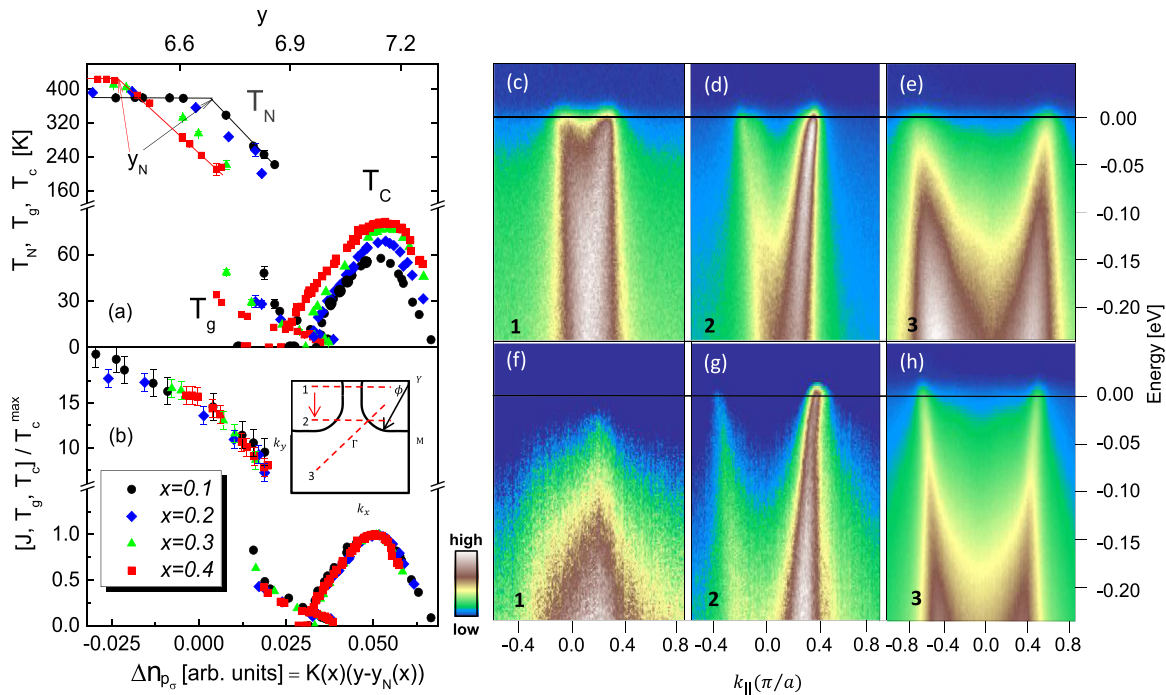 y
6.6 6.9 7.2
T_N, T_g, T_c [K]
400
320
240
160
60
30
0
T_N
y_N
T_C
T_g
(a)
[J, T_g, T_c] / T_c^max
15
10
1.0
0.5
0.0
(b)
1
2
3
ϕ
Y
M
Γ
k_y
k_x
x=0.1
x=0.2
x=0.3
x=0.4
-0.025 0.000 0.025 0.050
Δn_pσ [arb. units] = K(x)(y-y_N(x))
high
low
(c) (d) (e)
1 2 3
0.00
-0.05
-0.10
-0.15
-0.20
(f) (g) (h)
1 2 3
0.00
-0.05
-0.10
-0.15
-0.20
Energy [eV]
-0.4 0.0 0.4 -0.4 0.0 0.4 -0.8 -0.4 0.0 0.4 0.8
k_||(π/a)